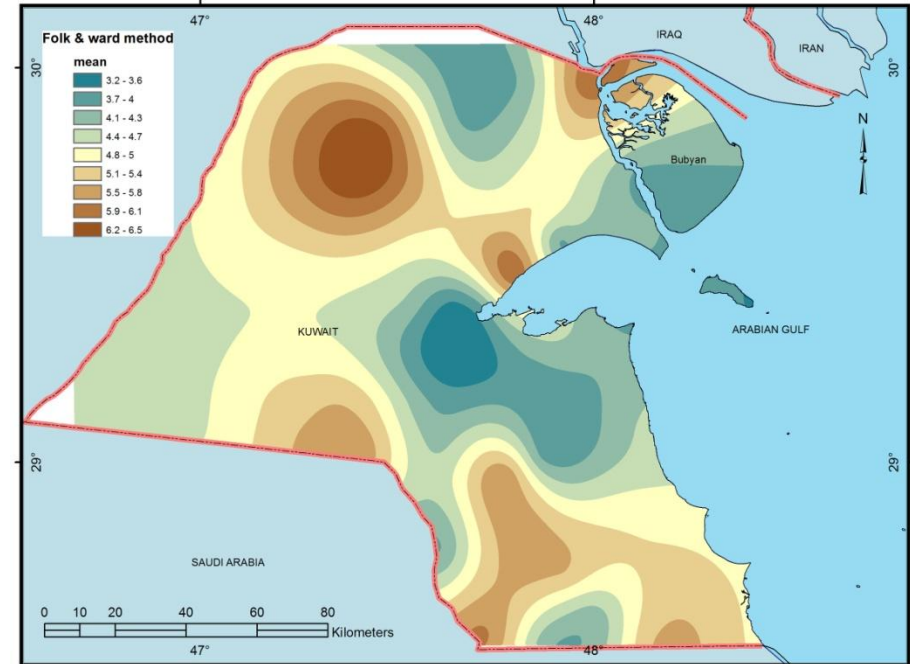 47°
48°
Folk & ward method
mean
3.2 - 3.6
3.7 - 4
4.1 - 4.3
4.4 - 4.7
4.8 - 5
5.1 - 5.4
5.5 - 5.8
5.9 - 6.1
6.2 - 6.5
IRAQ
IRAN
30°
30°
N
Bubyan
KUWAIT
ARABIAN GULF
29°
29°
SAUDI ARABIA
0 10 20 40 60 80
Kilometers
47°
48°